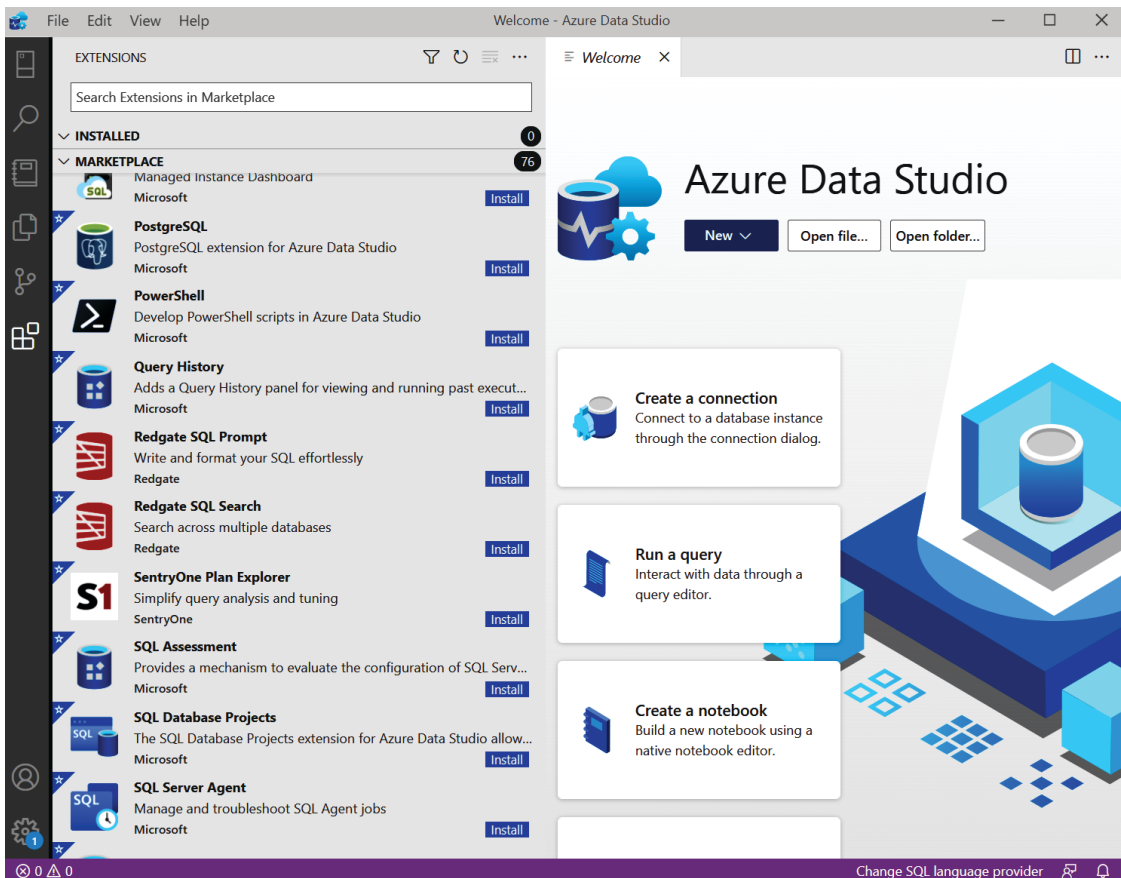 File Edit View Help
Welcome - Azure Data Studio
EXTENSIONS
Search Extensions in Marketplace
INSTALLED
0
MARKETPLACE
76
Managed Instance Dashboard
SQL
Microsoft
Install
PostgreSQL
PostgreSQL extension for Azure Data Studio
Microsoft
Install
PowerShell
Develop PowerShell scripts in Azure Data Studio
Microsoft
Install
Query History
Adds a Query History panel for viewing and running past execut...
Microsoft
Install
Redgate SQL Prompt
Write and format your SQL effortlessly
Redgate
Install
Redgate SQL Search
Search across multiple databases
Redgate
Install
S1
SentryOne Plan Explorer
Simplify query analysis and tuning
SentryOne
Install
SQL Assessment
Provides a mechanism to evaluate the configuration of SQL Serv...
Microsoft
Install
SQL
SQL Database Projects
The SQL Database Projects extension for Azure Data Studio allow...
Microsoft
Install
SQL
SQL Server Agent
Manage and troubleshoot SQL Agent jobs
Microsoft
Install
1
Welcome
Azure Data Studio
New
Open file...
Open folder...
Create a connection
Connect to a database instance
through the connection dialog.
Run a query
Interact with data through a
query editor.
Create a notebook
Build a new notebook using a
native notebook editor.
0 0
Change SQL language provider